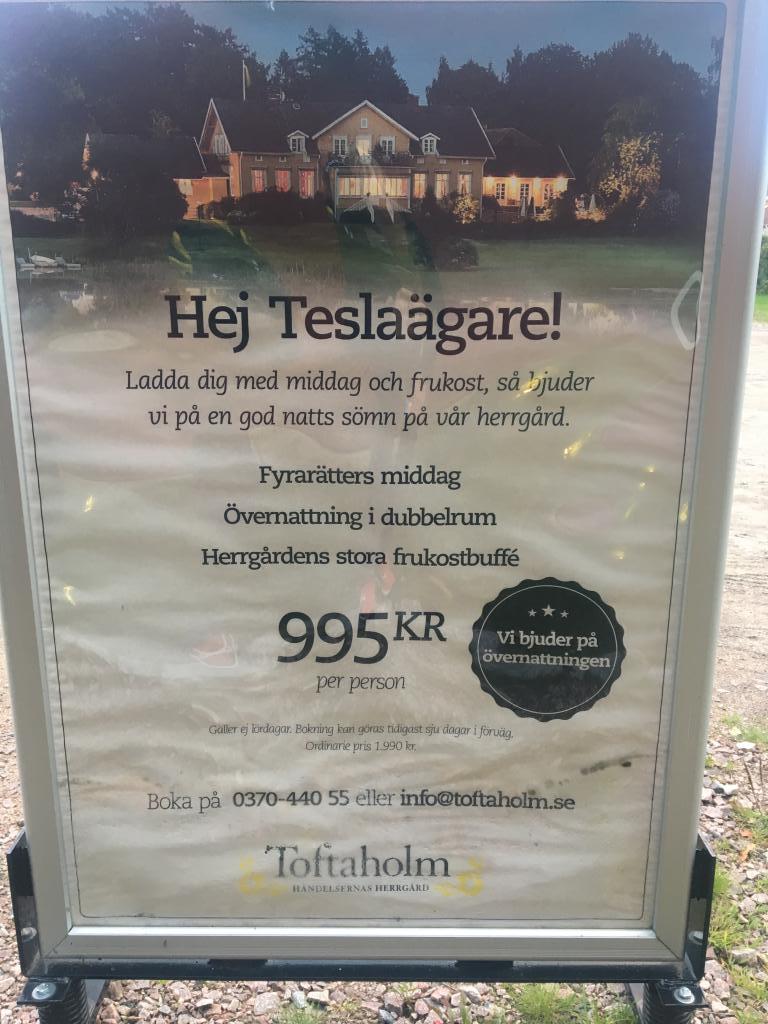 Hej Teslaägare!
Ladda dig med middag och frukost, så bjuder
vi på en god natts sömn på vår herrgård.
Fyrarätters middag
Övernattning i dubbelrum
Herrgårdens stora frukostbuffé
995 KR
per person
Vi bjuder på
övernattningen
Gäller ej lördagar. Bokning kan göras tidigast sju dagar i förväg.
Ordinarie pris 1.990 kr.
Boka på 0370-440 55 eller info@toftaholm.se
Toftaholm
HÄNDELSERNAS HERRGÅRD